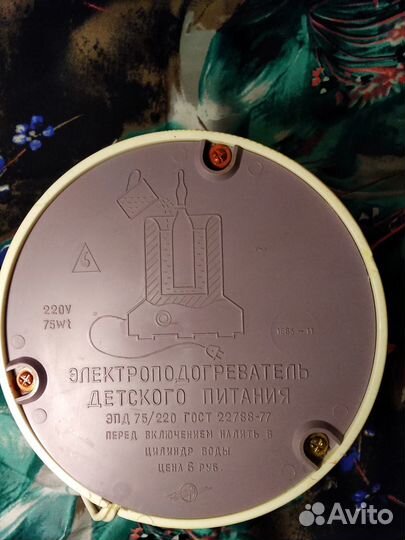 220V
75Wt
1985-11
ЭЛЕКТРОПОДОГРЕВАТЕЛЬ
ДЕТСКОГО ПИТАНИЯ
ЭПД 75/220 ГОСТ 22788-77
ПЕРЕД ВКЛЮЧЕНИЕМ НАЛИТЬ В
ЦИЛИНДР ВОДЫ
ЦЕНА 6 РУБ.
Avito